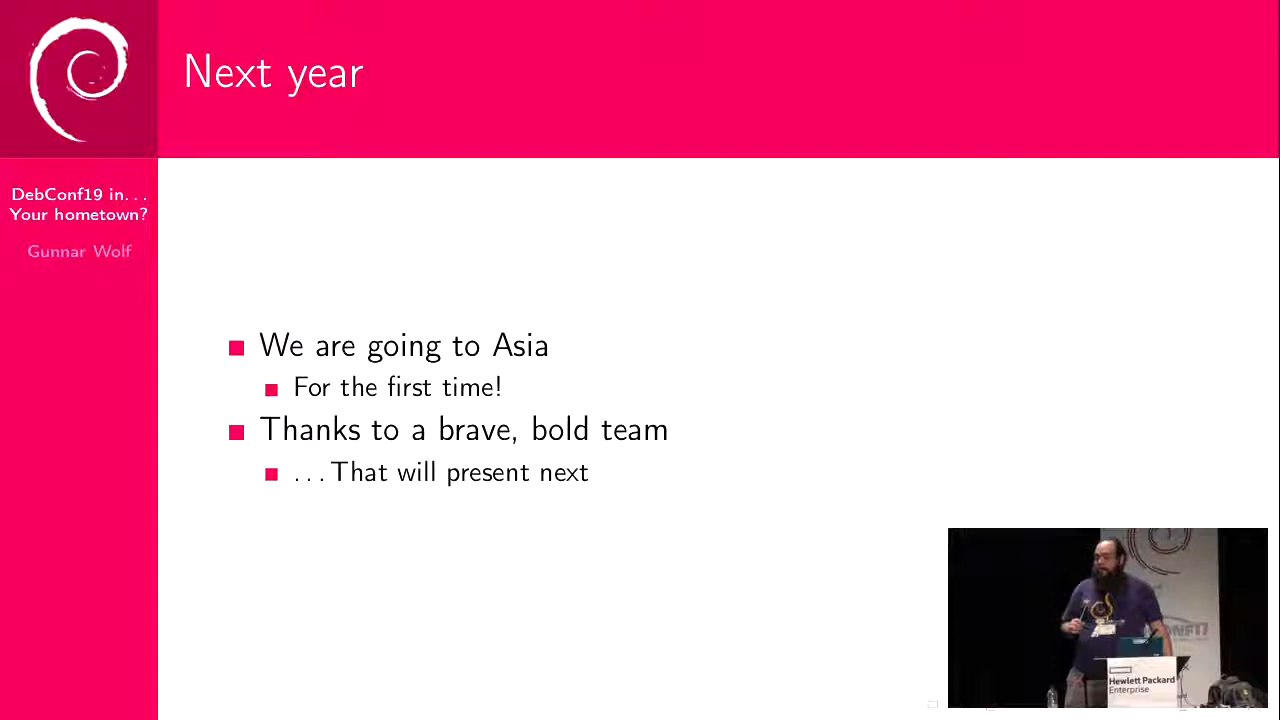 Next year
DebConf19 in...
Your hometown?
Gunnar Wolf
We are going to Asia
For the first time!
Thanks to a brave, bold team
...That will present next
Hewlett Packard
Enterprise